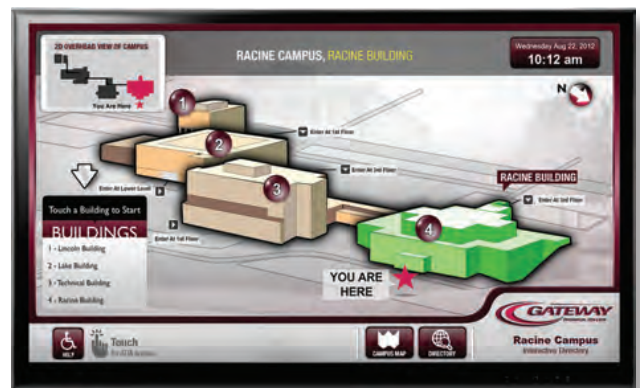 2D OVERHEAD VIEW OF CAMPUS
You Are Here
RACINE CAMPUS, RACINE BUILDING
Wednesday Aug 22, 2012
10:12 am
N
1
Enter At 1st Floor
2
Enter At 3rd Floor
3
Enter At Lower Level
RACINE BUILDING
Enter At 3rd Floor
4
Touch a Building to Start
BUILDINGS
1 - Lincoln Building
2 - Lake Building
3 - Technical Building
4 - Racine Building
Enter At 1st Floor
YOU ARE
HERE
GATEWAY
HELP
Touch
CAMPUS MAP
DIRECTORY
Racine Campus
Interactive Directory